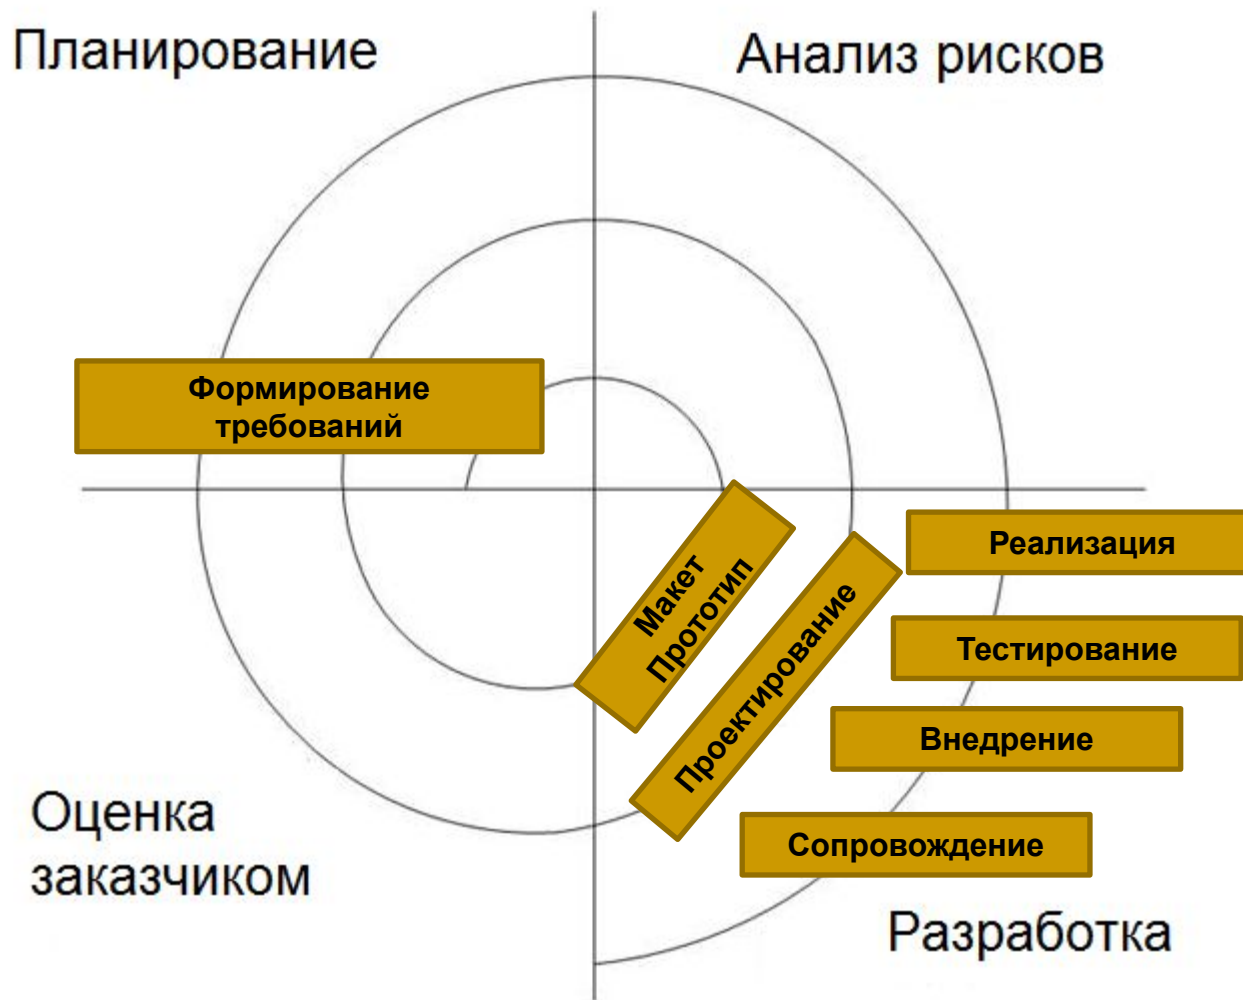 Планирование
Анализ рисков
Формирование
требований
Макет
Прототип
Проектирование
Реализация
Тестирование
Внедрение
Сопровождение
Оценка
заказчиком
Разработка